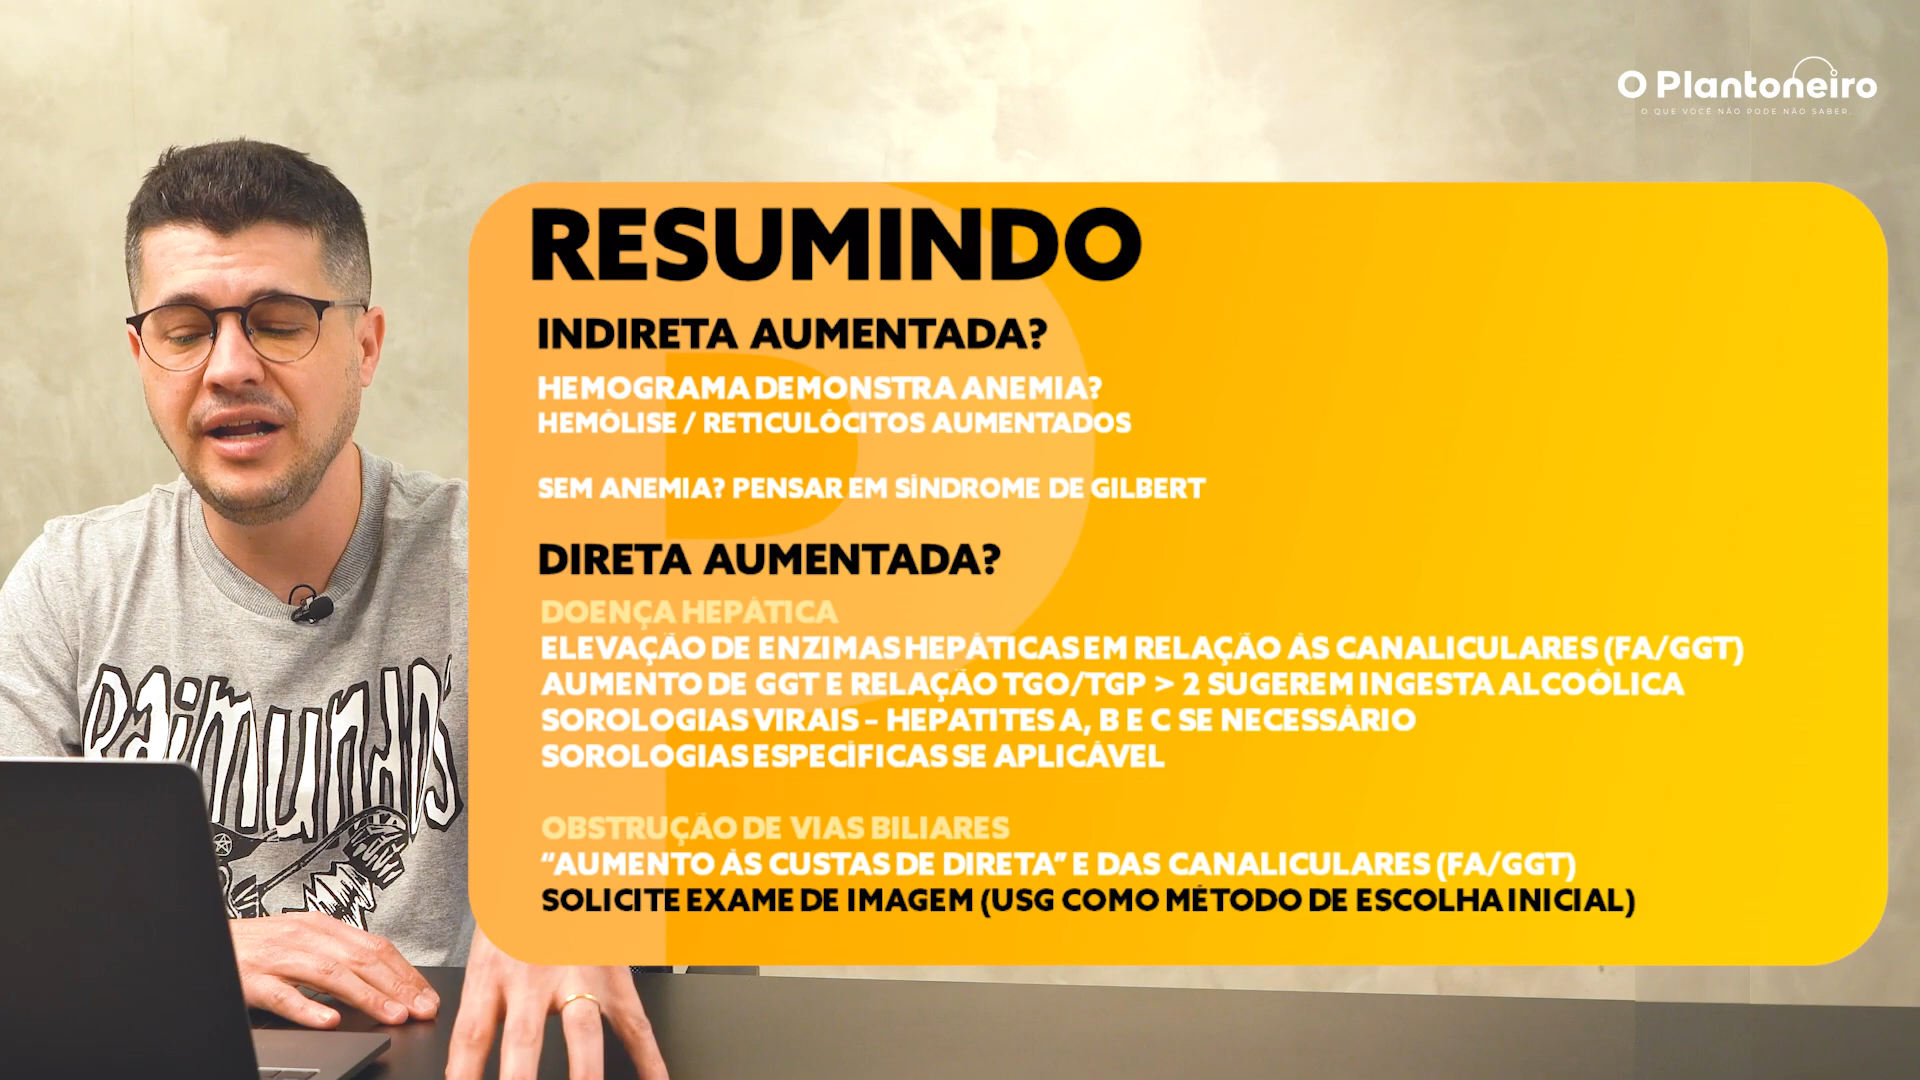 O Plantoneiro
O QUE VOCÊ NÃO PODE NÃO SABER.
RESUMINDO
INDIRETA AUMENTADA?
HEMOGRAMA DEMONSTRA ANEMIA?
HEMÓLISE / RETICULÓCITOS AUMENTADOS
SEM ANEMIA? PENSAR EM SÍNDROME DE GILBERT
DIRETA AUMENTADA?
DOENÇA HEPÁTICA
ELEVAÇÃO DE ENZIMAS HEPÁTICAS EM RELAÇÃO ÁS CANALICULARES (FA/GGT)
AUMENTO DE GGT E RELAÇÃO TGO/TGP > 2 SUGEREM INGESTA ALCOÓLICA
SOROLOGIAS VIRAIS – HEPATITES A, B E C SE NECESSÁRIO
SOROLOGIAS ESPECÍFICAS SE APLICÁVEL
OBSTRUÇÃO DE VIAS BILIARES
“AUMENTO ÁS CUSTAS DE DIRETA” E DAS CANALICULARES (FA/GGT)
SOLICITE EXAME DE IMAGEM (USG COMO MÉTODO DE ESCOLHA INICIAL)
RAIMUNDOS